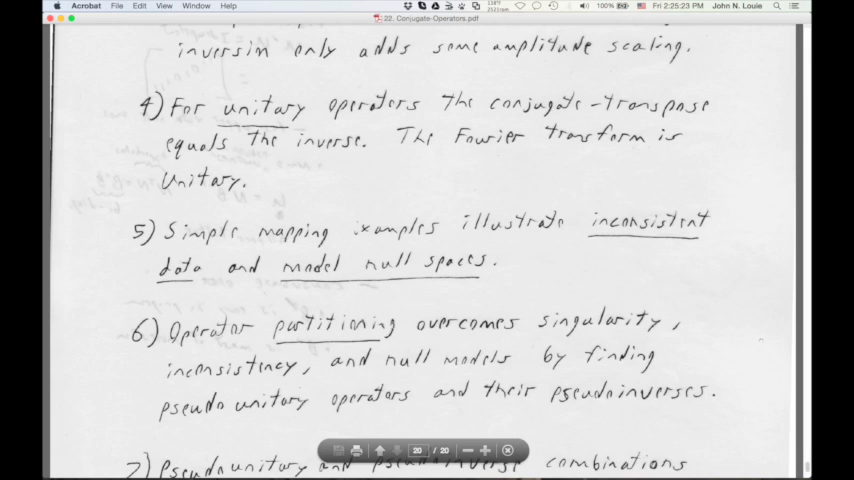 Acrobat File Edit View Window Help
100% Fri 2:25:23 PM John N. Louie
22. Conjugate-Operators.pdf
inversion only adds some amplitude scaling.
4) For unitary operators the conjugate-transpose
equals the inverse. The Fourier transform is
unitary.
5) Simple mapping examples illustrate inconsistent
data and model null spaces.
6) Operator partitioning overcomes singularity,
inconsistency, and null models by finding
pseudo unitary operators and their pseudoinverses.
20 / 20
7) Pseudounitary and pseudoinverse combinations